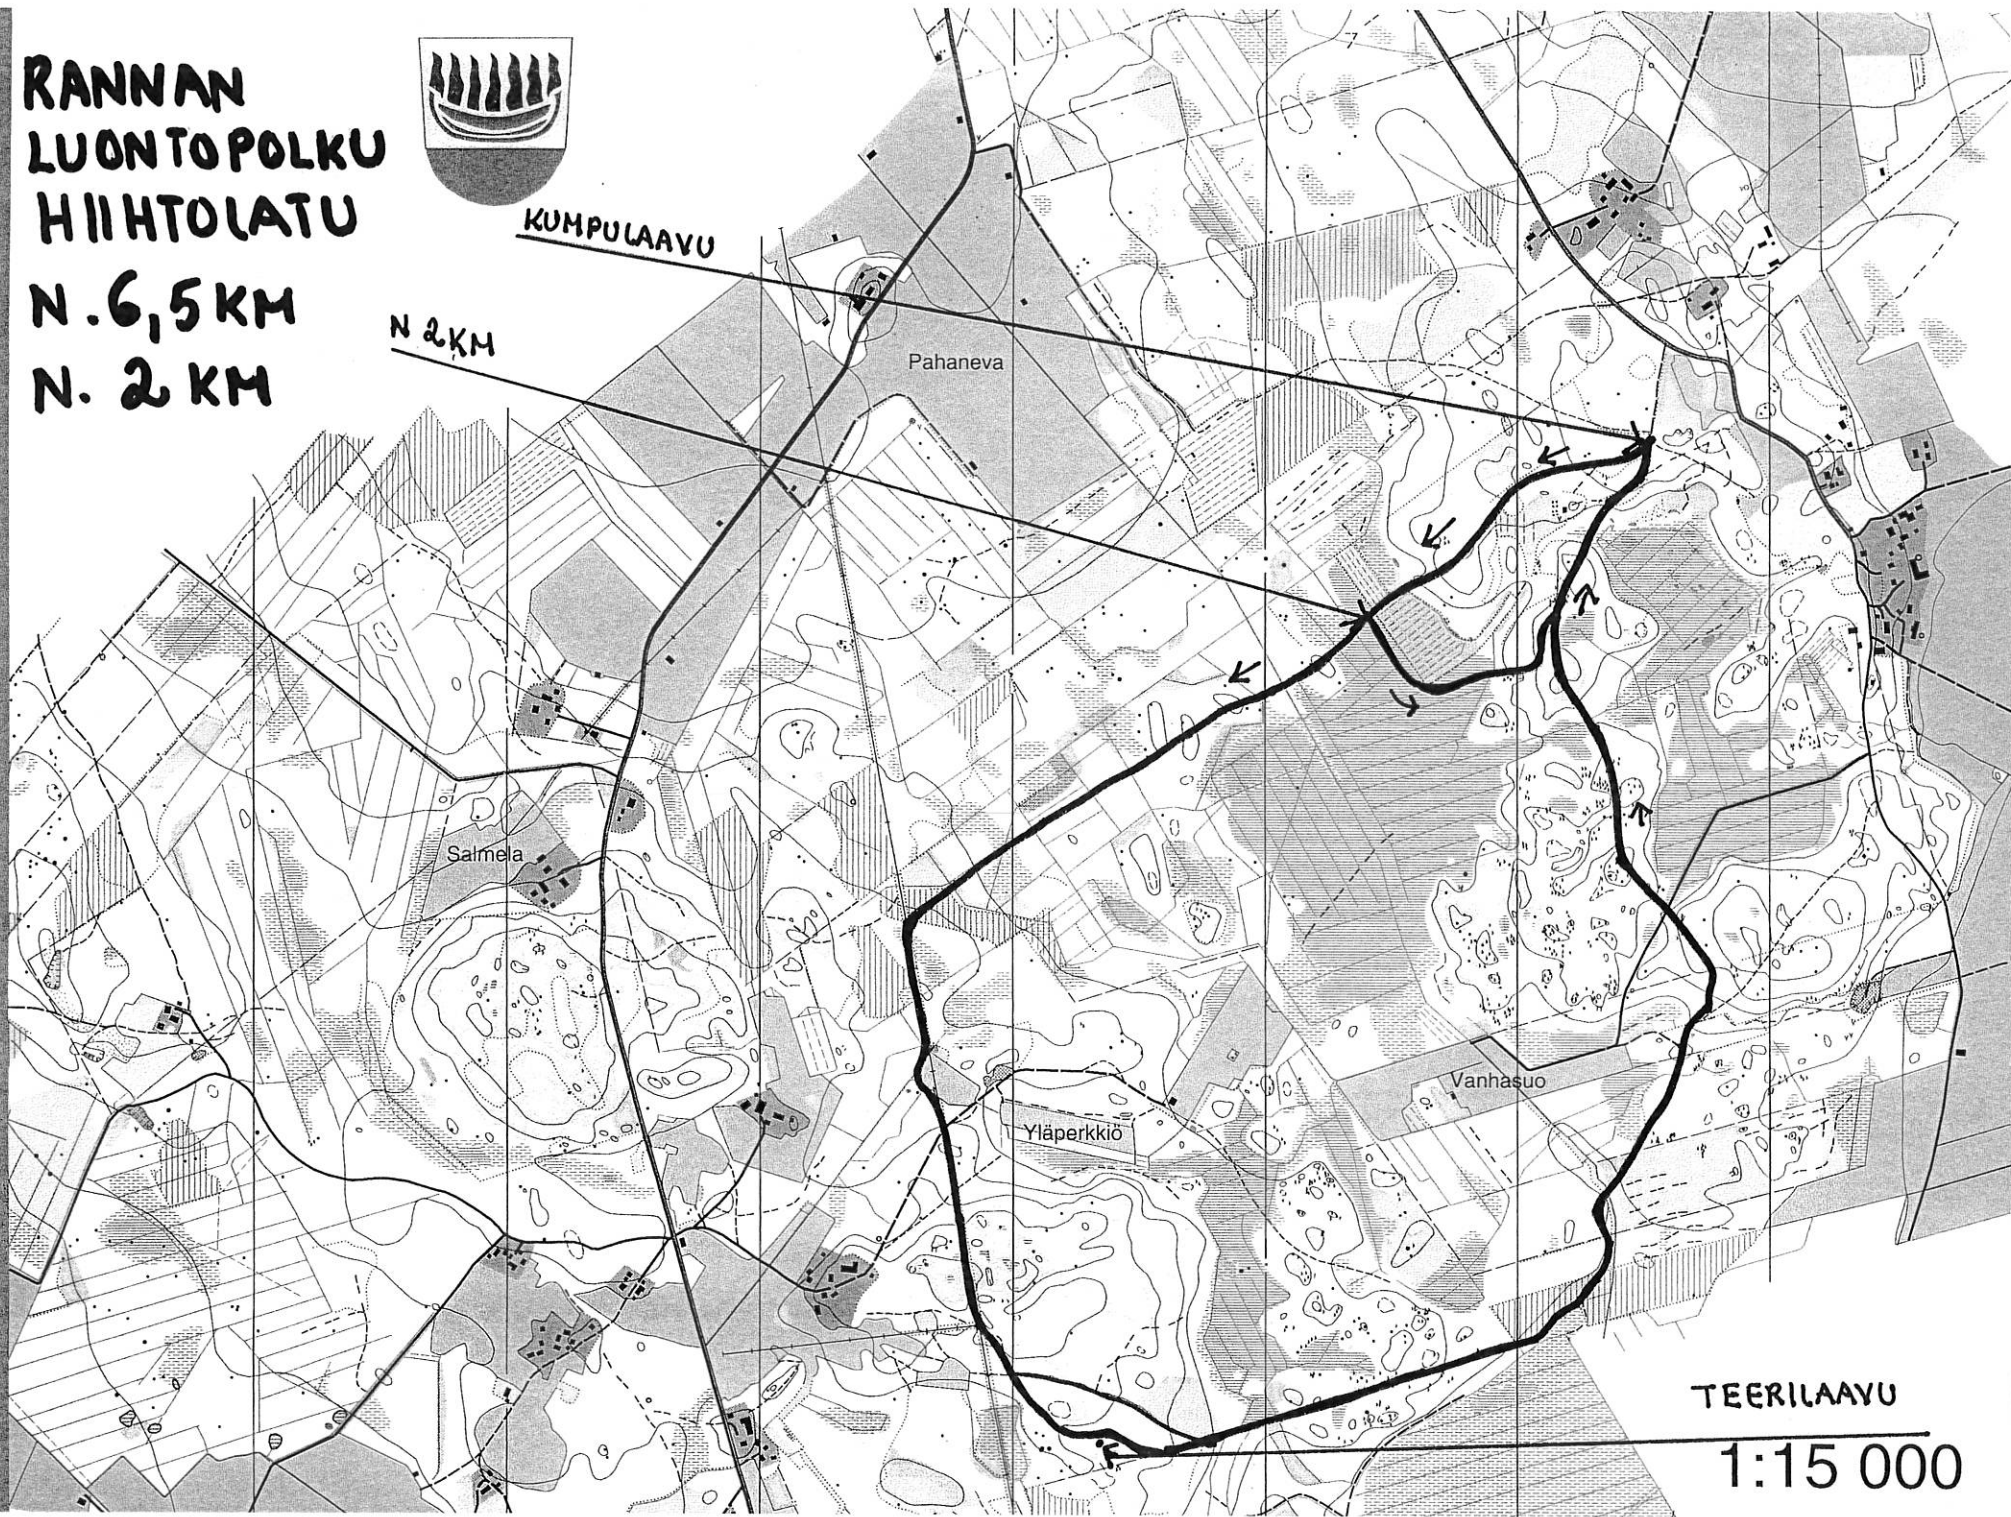 RANNAN
LUONTOPOLKU
HIIHTOLATU
N. 6,5 KM
N. 2 KM
KUMPULAAVU
N 2 KM
Pahaneva
Salmela
Vanhasuo
Yläperkkiö
TEERILAAVU
1:15 000